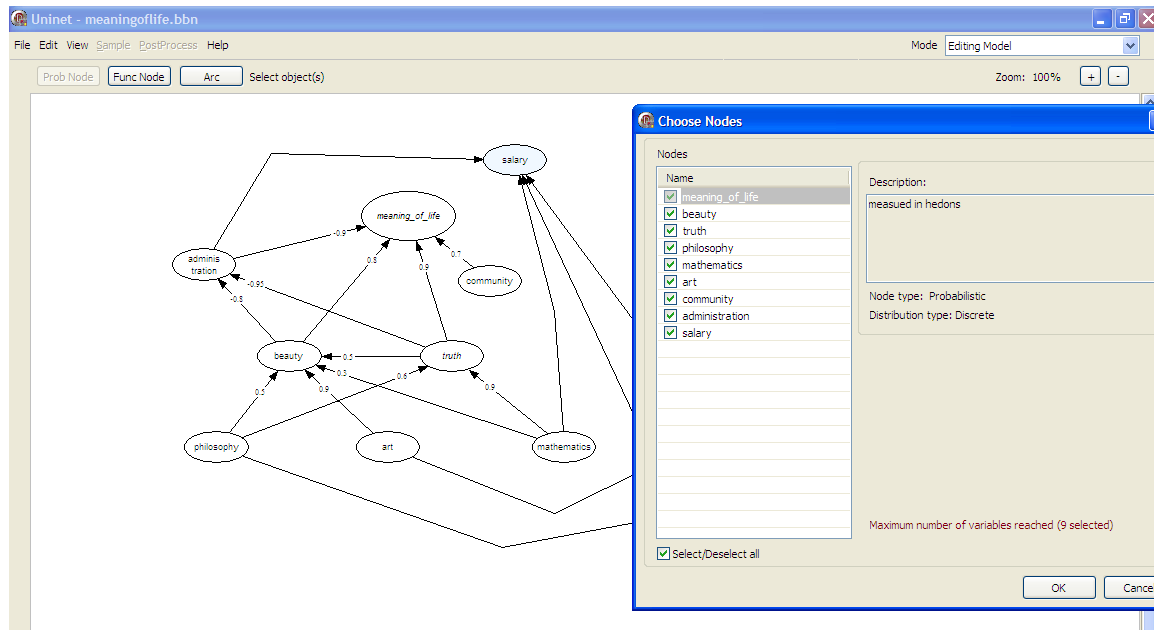 Uninet - meaningoflife.bbn
File Edit View Sample PostProcess Help
Mode Editing Model
Prob Node Func Node Arc Select object(s)
Zoom: 100% + -
salary
meaning_of_life
adminis
tration
community
beauty
truth
philosophy
art
mathematics
-0.9
0.8
0.9
0.7
-0.95
-0.8
0.5
0.3
0.6
0.5
0.9
0.9
Choose Nodes
Nodes
Name
meaning_of_life
beauty
truth
philosophy
mathematics
art
community
administration
salary
Select/Deselect all
Description:
measued in hedons
Node type: Probabilistic
Distribution type: Discrete
Maximum number of variables reached (9 selected)
OK
Cance